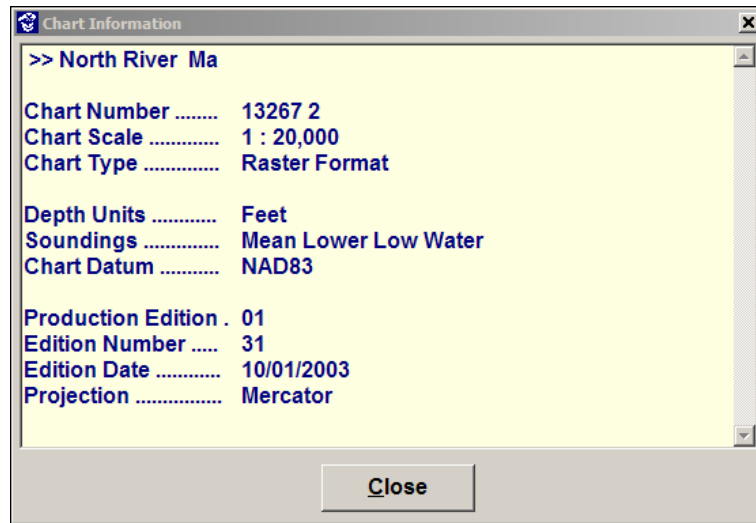 Chart Information
>> North River Ma
Chart Number ........ 13267 2
Chart Scale ............. 1 : 20,000
Chart Type .............. Raster Format
Depth Units ............ Feet
Soundings .............. Mean Lower Low Water
Chart Datum ........... NAD83
Production Edition . 01
Edition Number ..... 31
Edition Date ............ 10/01/2003
Projection ................ Mercator
Close